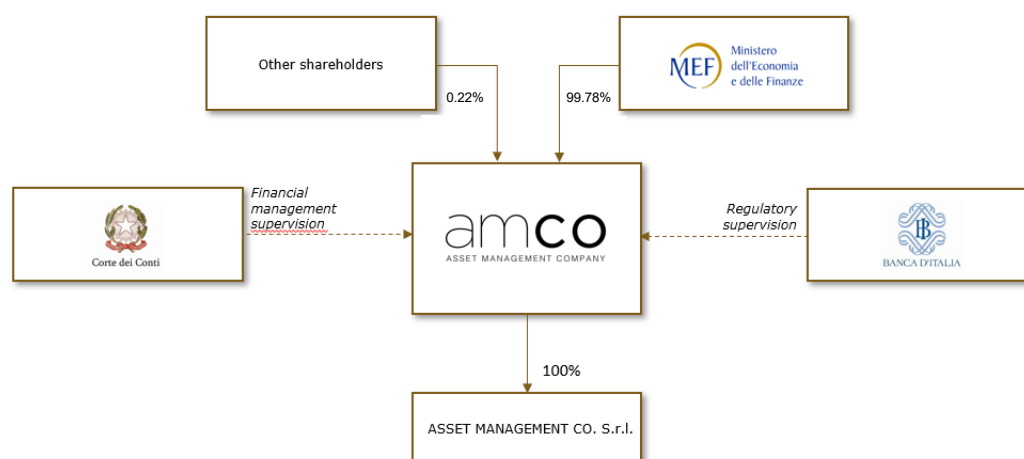 Other shareholders
MEF
Ministero
dell'Economia
e delle Finanze
0.22%
99.78%
Financial
management
supervision
Corte dei Conti
amco
ASSET MANAGEMENT COMPANY
Regulatory
supervision
BANCA D'ITALIA
100%
ASSET MANAGEMENT CO. S.r.l.